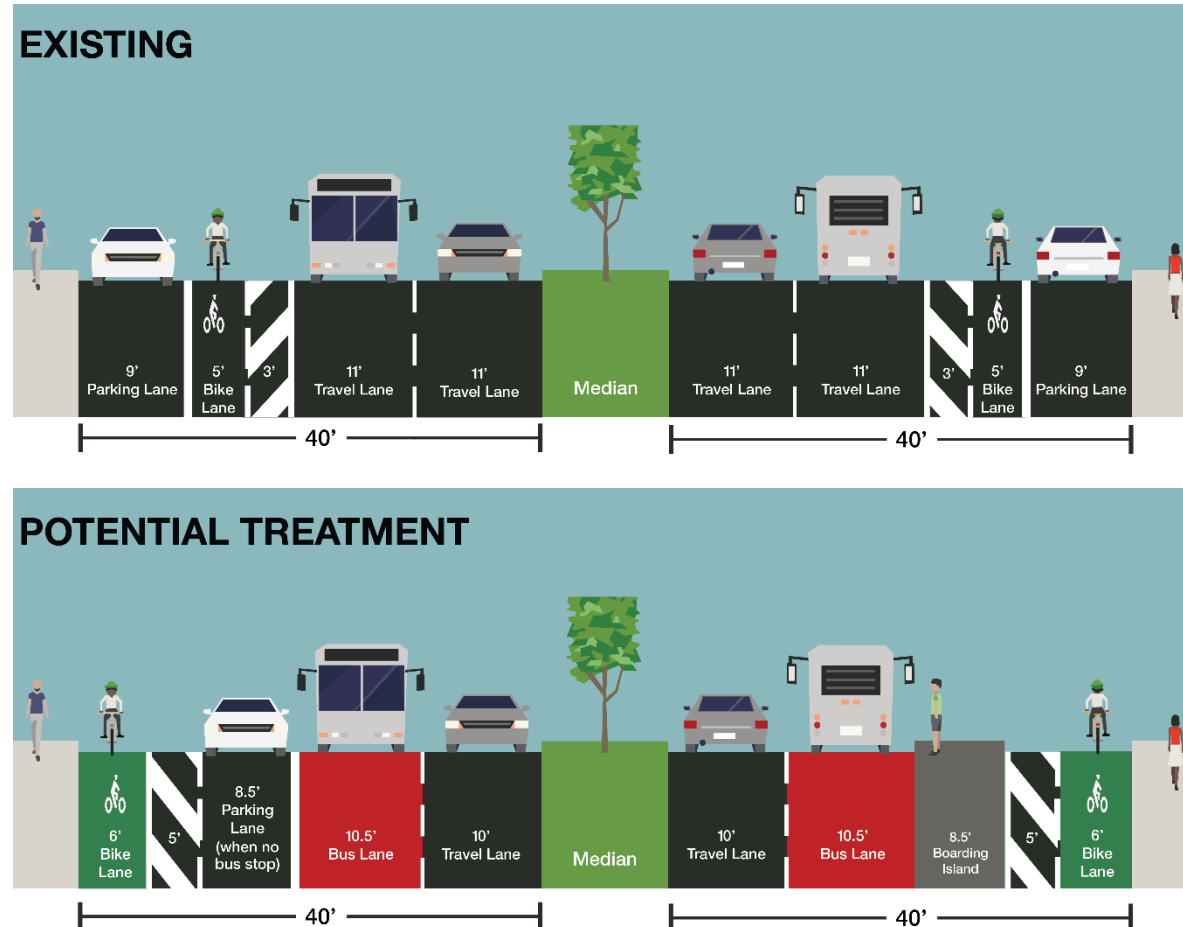 EXISTING
9’
Parking Lane
5’
Bike
Lane
3’
11’
Travel Lane
11’
Travel Lane
Median
11’
Travel Lane
11’
Travel Lane
3’
5’
Bike
Lane
9’
Parking Lane
40’
40’
POTENTIAL TREATMENT
6’
Bike
Lane
5’
8.5’
Parking
Lane
(when no
bus stop)
10.5’
Bus Lane
10’
Travel Lane
Median
10’
Travel Lane
10.5’
Bus Lane
8.5’
Boarding
Island
5’
6’
Bike
Lane
40’
40’